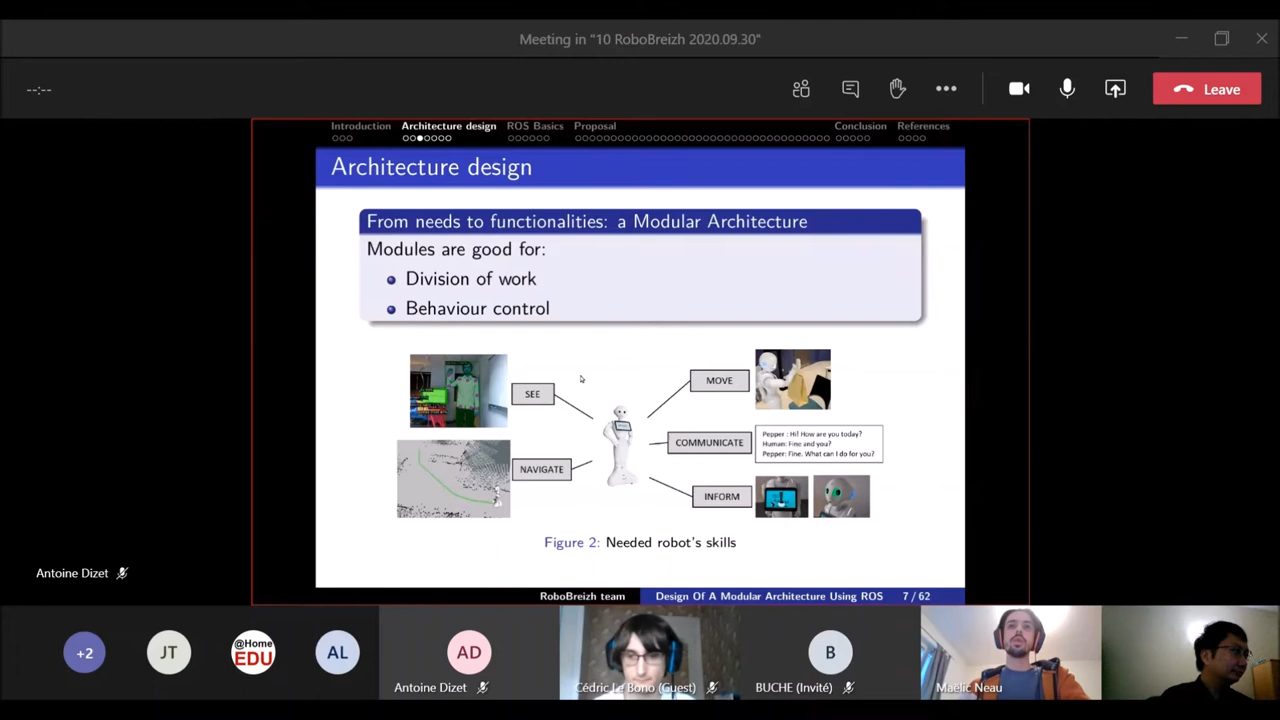 Meeting in "10 RoboBreizh 2020.09.30"
--:--
Leave
Introduction Architecture design ROS Basics Proposal Conclusion References
Architecture design
From needs to functionalities: a Modular Architecture
Modules are good for:
Division of work
Behaviour control
SEE
MOVE
COMMUNICATE
Pepper : Hi! How are you today?
Human: Fine and you?
Pepper: Fine. What can I do for you?
NAVIGATE
INFORM
Figure 2: Needed robot's skills
Antoine Dizet
RoboBreizh team Design Of A Modular Architecture Using ROS 7 / 62
+2
JT
@Home
EDU
AL
AD
B
Antoine Dizet
Cédric Le Bono (Guest)
BUCHE (Invité)
Maëlic Neau